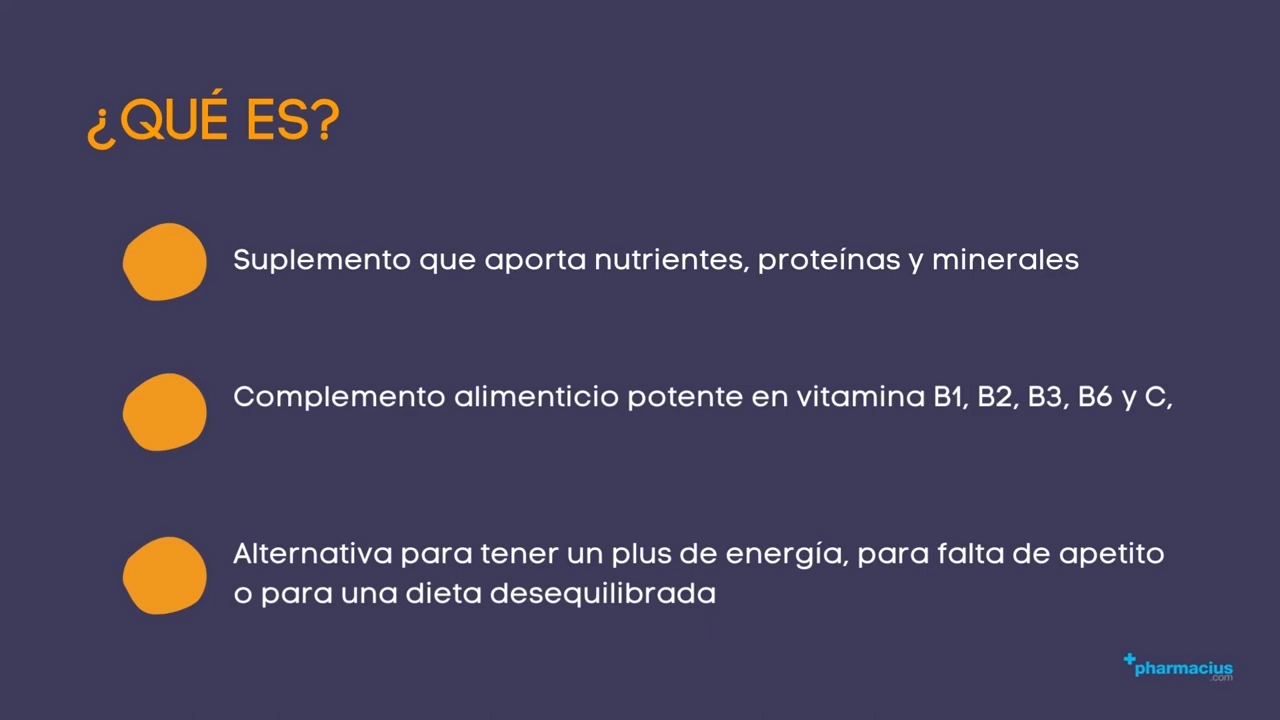 ¿QUÉ ES?
Suplemento que aporta nutrientes, proteínas y minerales
Complemento alimenticio potente en vitamina B1, B2, B3, B6 y C,
Alternativa para tener un plus de energía, para falta de apetito
o para una dieta desequilibrada
pharmacius
.com